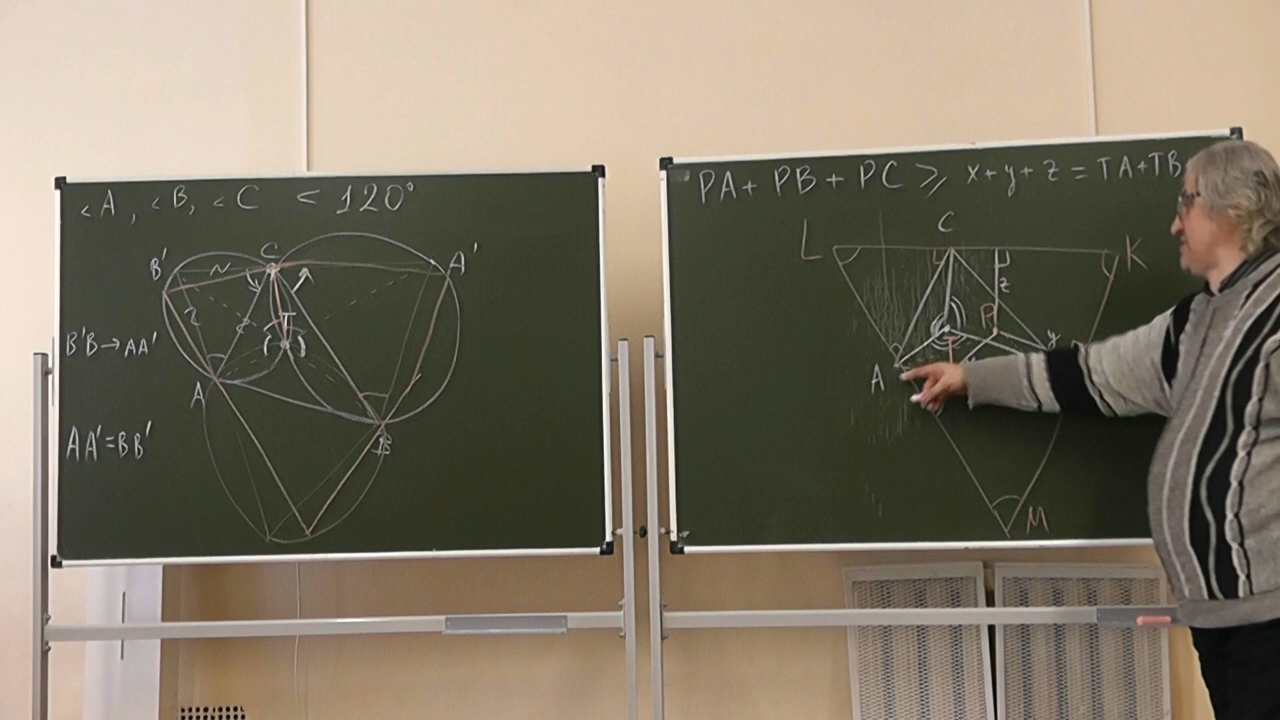 <A, <B, <C < 120°
B' C A'
T
B'B→AA'
A
AA'=BB'
B
PA+ PB + PC ⩾ x+y+z = TA+TB
C
L K
z
P
y
T
A
M